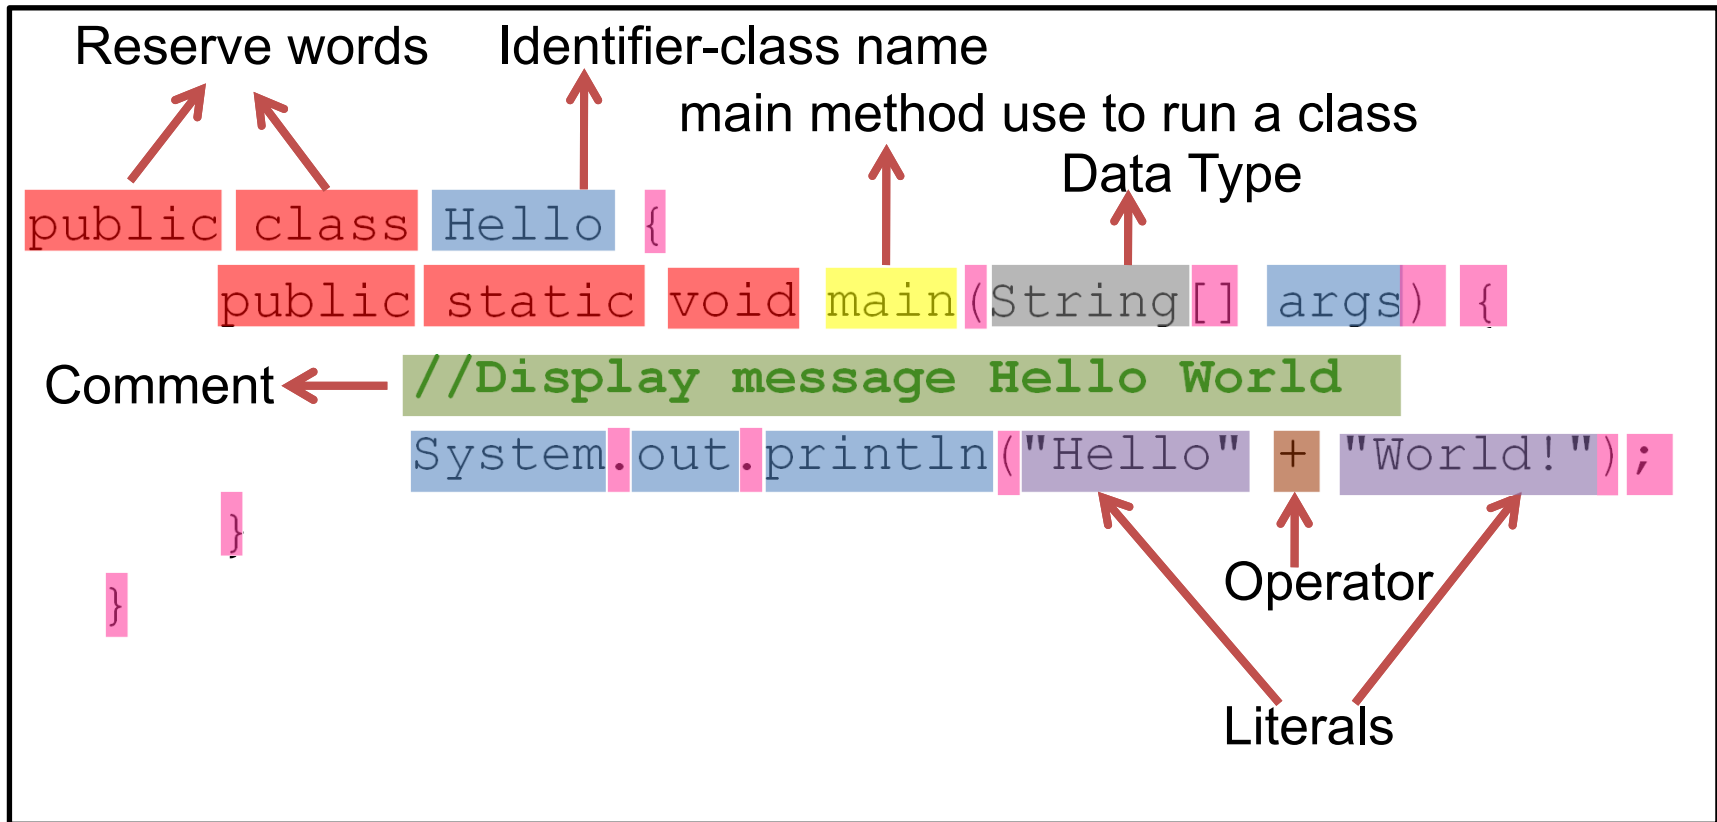 Reserve words Identifier-class name
main method use to run a class
Data Type
public class Hello {
public static void main(String[] args) {
Comment //Display message Hello World
System.out.println("Hello" + "World!");
}
Operator
}
Literals